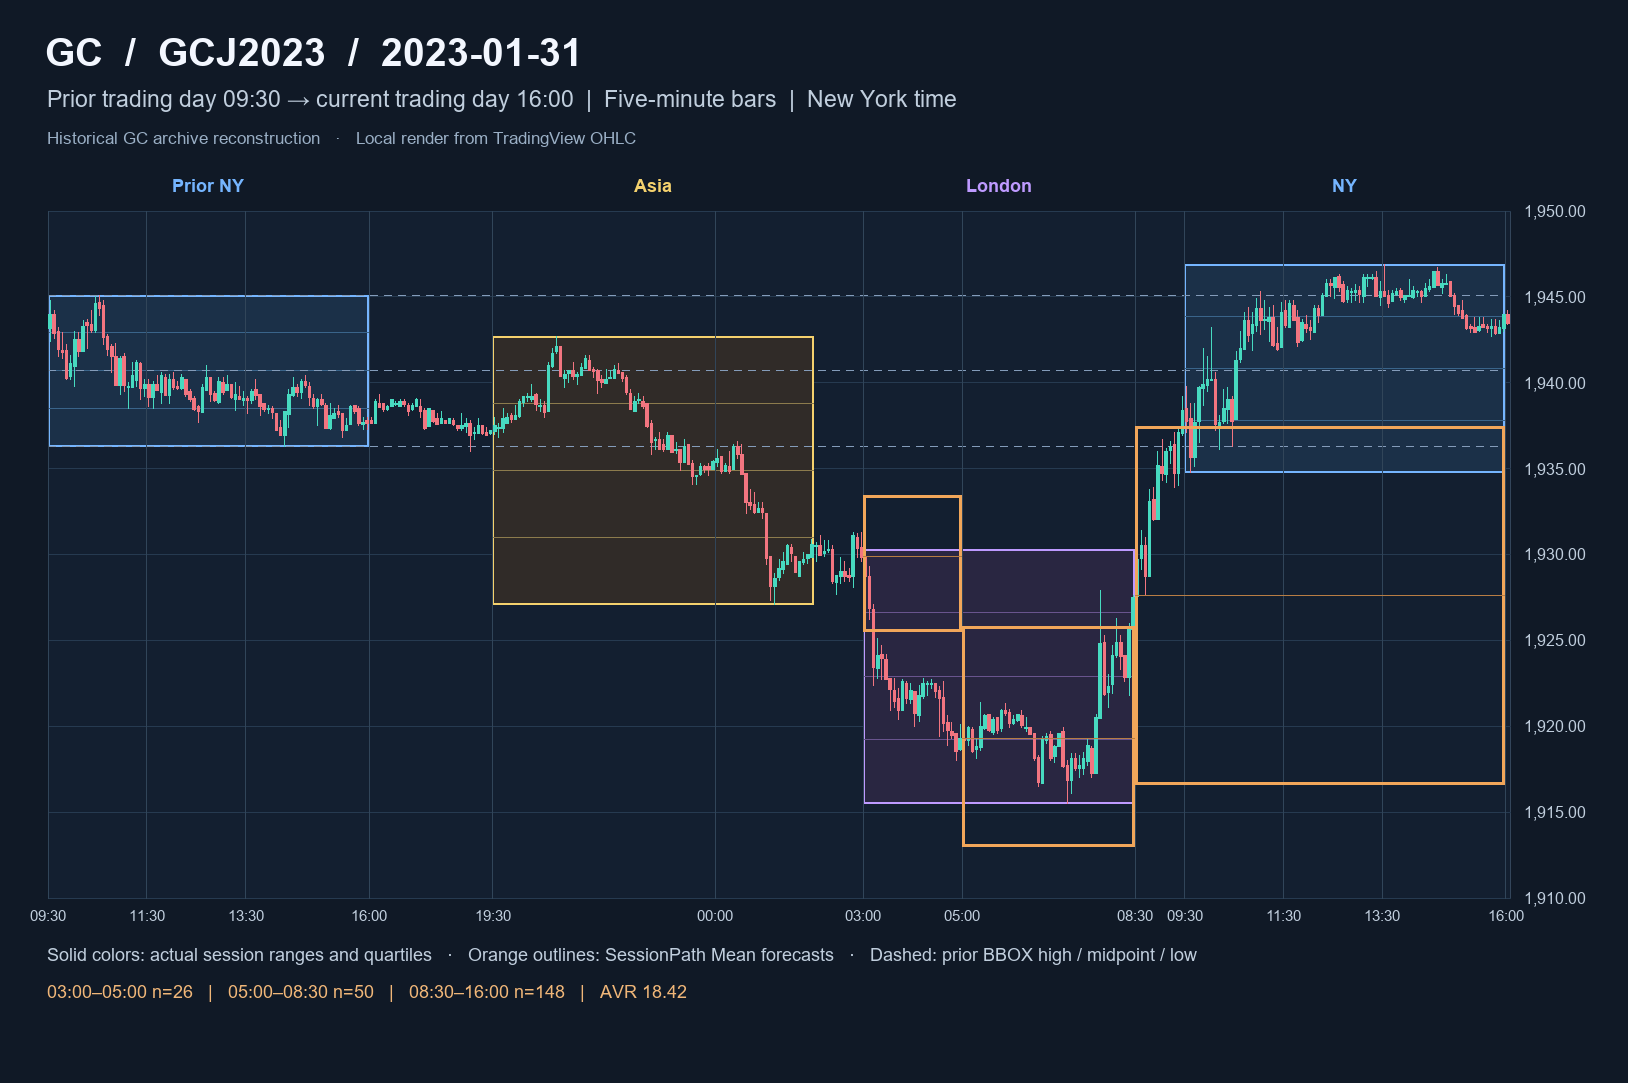 GC / GCJ2023 / 2023-01-31
Prior trading day 09:30 → current trading day 16:00 | Five-minute bars | New York time
Historical GC archive reconstruction · Local render from TradingView OHLC
Prior NY Asia London NY
1,950.00
1,945.00
1,940.00
1,935.00
1,930.00
1,925.00
1,920.00
1,915.00
1,910.00
09:30 11:30 13:30 16:00 19:30 00:00 03:00 05:00 08:30 09:30 11:30 13:30 16:00
Solid colors: actual session ranges and quartiles · Orange outlines: SessionPath Mean forecasts · Dashed: prior BBOX high / midpoint / low
03:00–05:00 n=26 | 05:00–08:30 n=50 | 08:30–16:00 n=148 | AVR 18.42